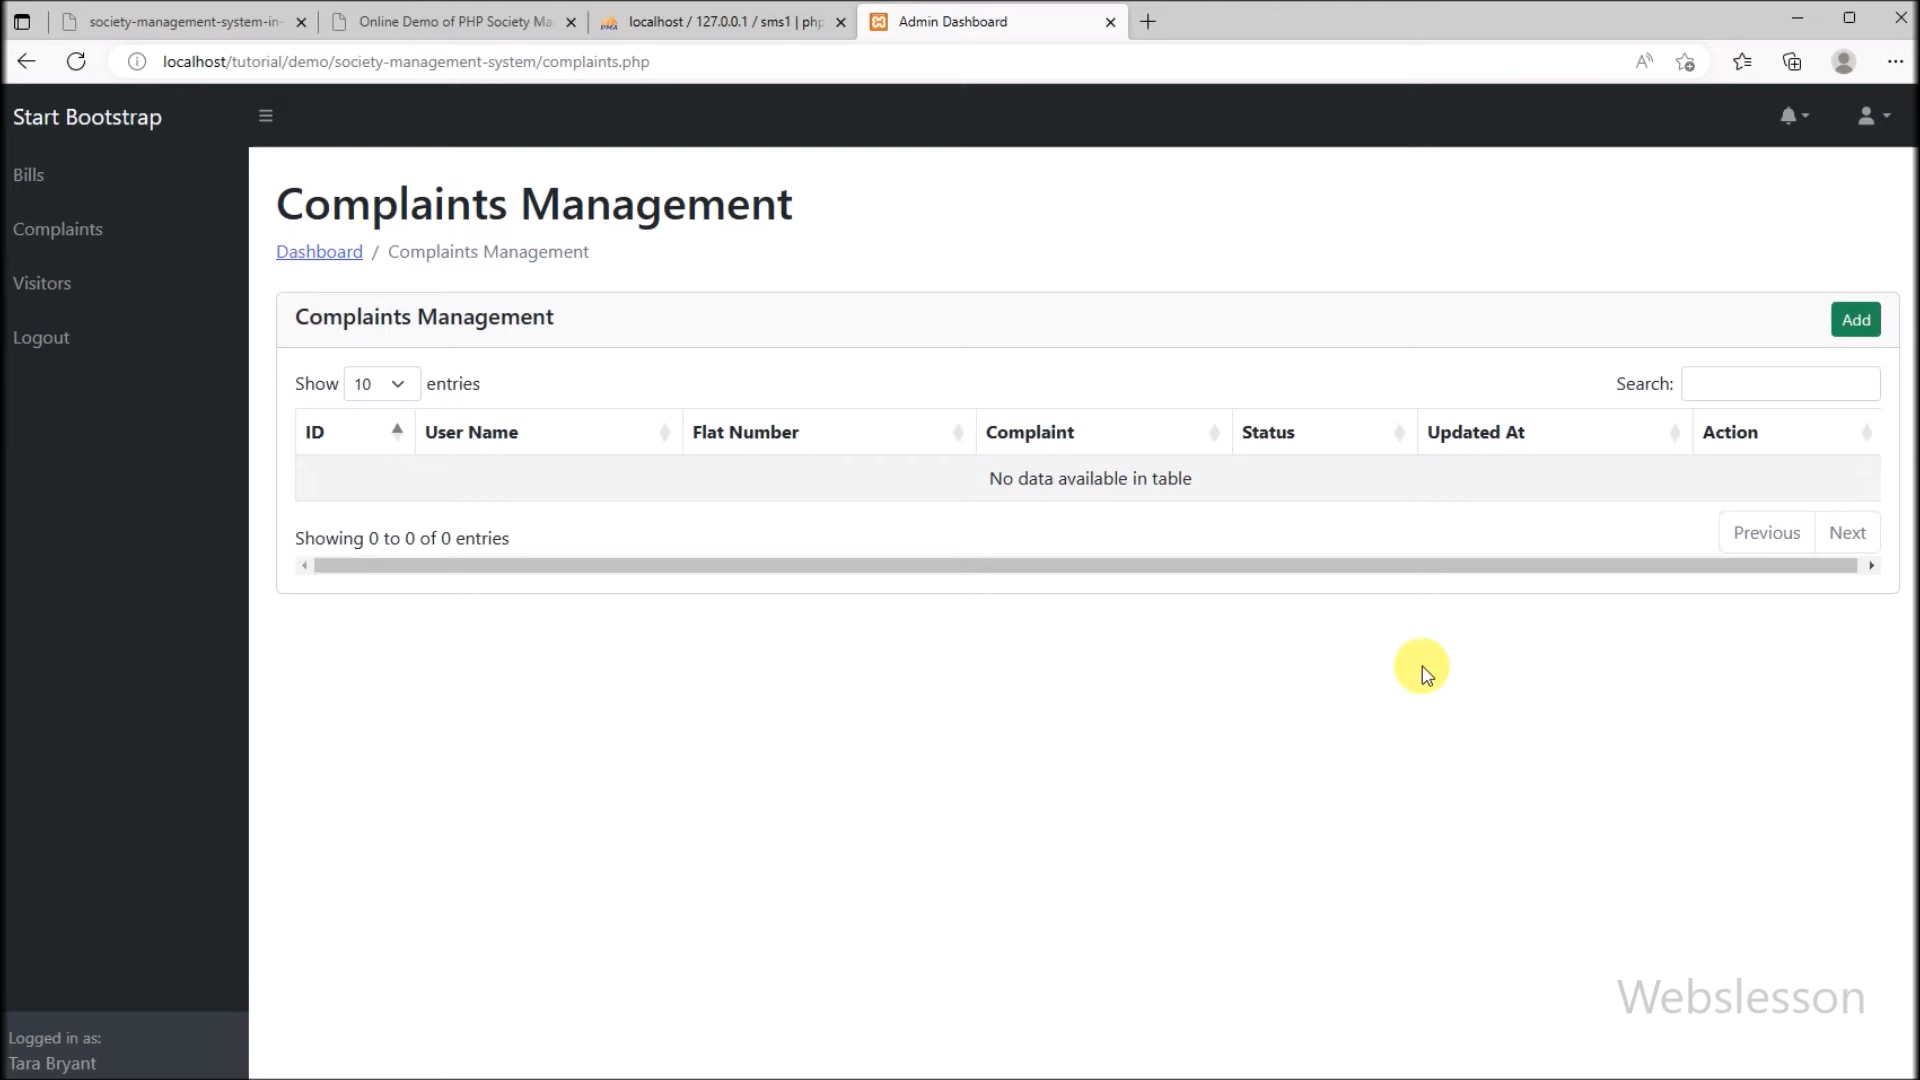 society-management-system-in-
Online Demo of PHP Society Ma
localhost / 127.0.0.1 / sms1 | php
Admin Dashboard
localhost/tutorial/demo/society-management-system/complaints.php
Start Bootstrap
Bills
Complaints
Visitors
Logout
Complaints Management
Dashboard / Complaints Management
Complaints Management
Add
Show 10 entries
Search:
ID User Name Flat Number Complaint Status Updated At Action
No data available in table
Showing 0 to 0 of 0 entries
Previous Next
Webslesson
Logged in as:
Tara Bryant